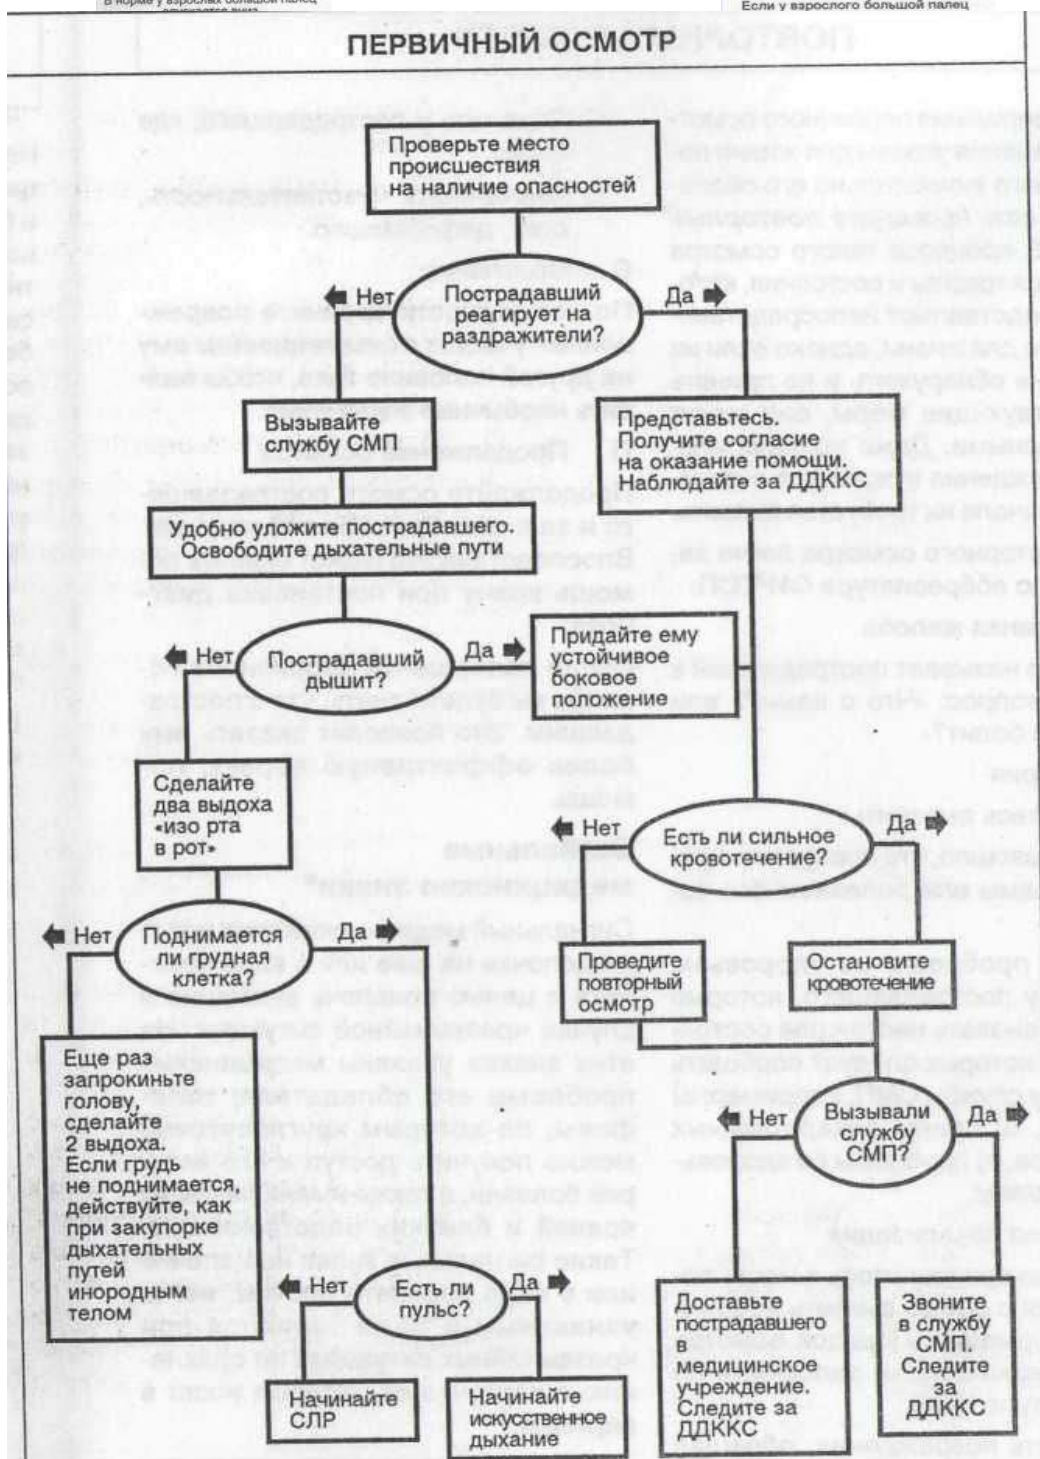 В норме у взрослых большой палец
Если у взрослого большой палец
ПЕРВИЧНЫЙ ОСМОТР
Проверьте место
происшествия
на наличие опасностей
Нет
Пострадавший
реагирует на
раздражители?
Да
Вызывайте
службу СМП
Представьтесь.
Получите согласие
на оказание помощи.
Наблюдайте за ДДККС
Удобно уложите пострадавшего.
Освободите дыхательные пути
Нет
Пострадавший
дышит?
Да
Придайте ему
устойчивое
боковое
положение
Сделайте
два выдоха
«изо рта
в рот»
Нет
Есть ли сильное
кровотечение?
Да
Нет
Поднимается
ли грудная
клетка?
Да
Проведите
повторный
осмотр
Остановите
кровотечение
Еще раз
запрокиньте
голову,
сделайте
2 выдоха.
Если грудь
не поднимается,
действуйте, как
при закупорке
дыхательных
путей
инородным
телом
Нет
Вызывали
службу
СМП?
Да
Нет
Есть ли
пульс?
Да
Доставьте
пострадавшего
в
медицинское
учреждение.
Следите за
ДДККС
Звоните
в службу
СМП
Следите
за
ДДККС
Начинайте
СЛР
Начинайте
искусственное
дыхание